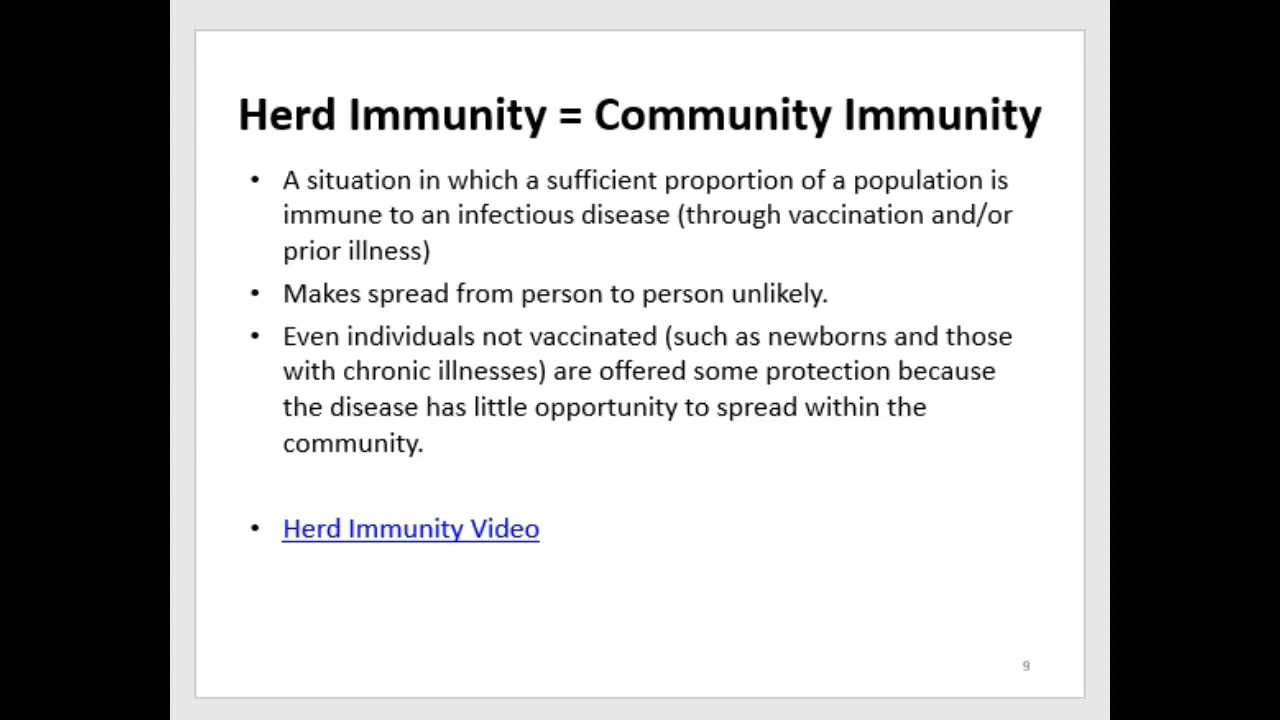 Herd Immunity = Community Immunity
• A situation in which a sufficient proportion of a population is
immune to an infectious disease (through vaccination and/or
prior illness)
• Makes spread from person to person unlikely.
• Even individuals not vaccinated (such as newborns and those
with chronic illnesses) are offered some protection because
the disease has little opportunity to spread within the
community.
• Herd Immunity Video
9